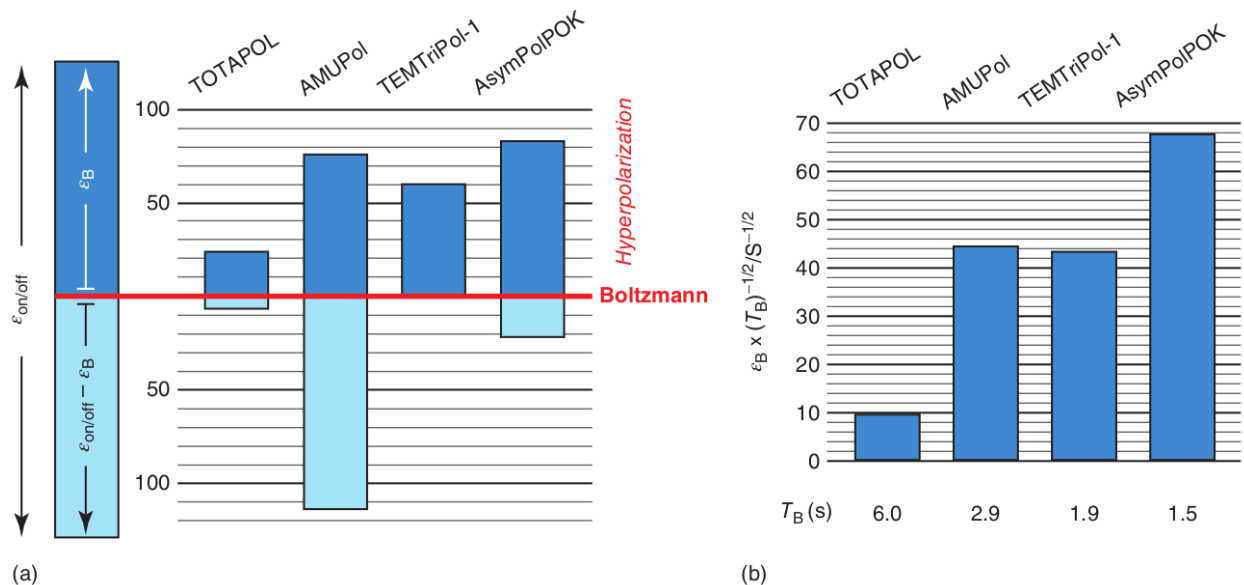 TOTAPOL
AMUPol
TEMTriPol-1
AsymPolPOK
100
50
50
100
εon/off
εB
εon/off – εB
Hyperpolarization
Boltzmann
(a)
TOTAPOL
AMUPol
TEMTriPol-1
AsymPolPOK
εB x (TB)–1/2/S–1/2
70
60
50
40
30
20
10
0
TB (s) 6.0 2.9 1.9 1.5
(b)